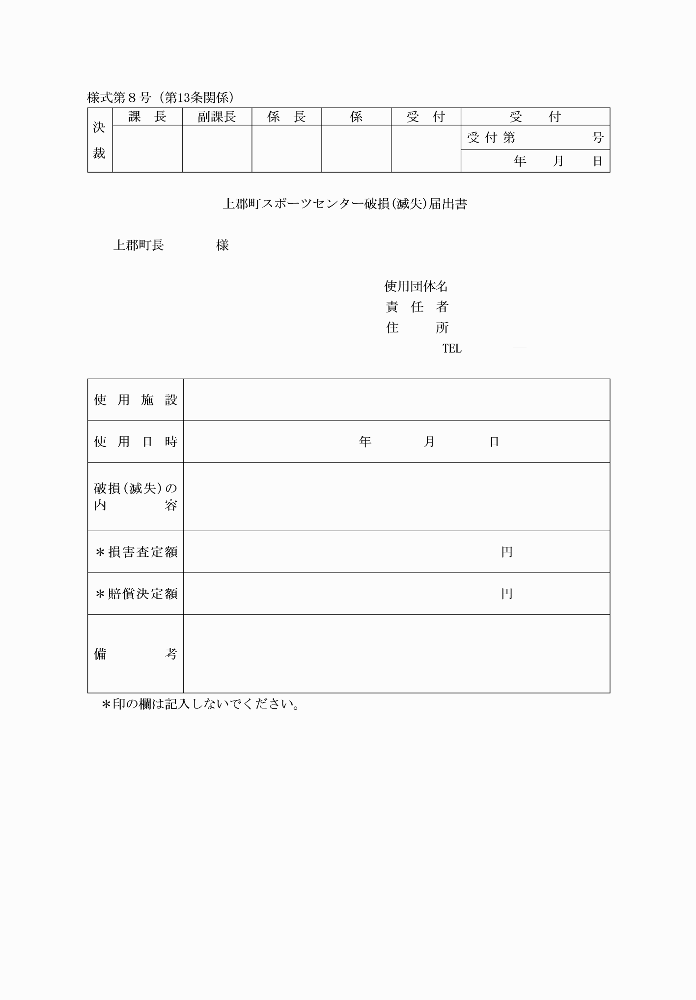 様式第８号（第13条関係）
決裁
課　長　副課長　係　長　係　受　付　受　　付
受付第　　　　　　号
年　　月　　日
上郡町スポーツセンター破損(滅失)届出書
上郡町長　　　　様
使用団体名
責　任　者
住　　　所
TEL　　　　―
使用施設
使用日時　　　　年　　　　月　　　　日
破損(滅失)の
内　　　　容
＊損害査定額　　　　円
＊賠償決定額　　　　円
備　　　　考
＊印の欄は記入しないでください。